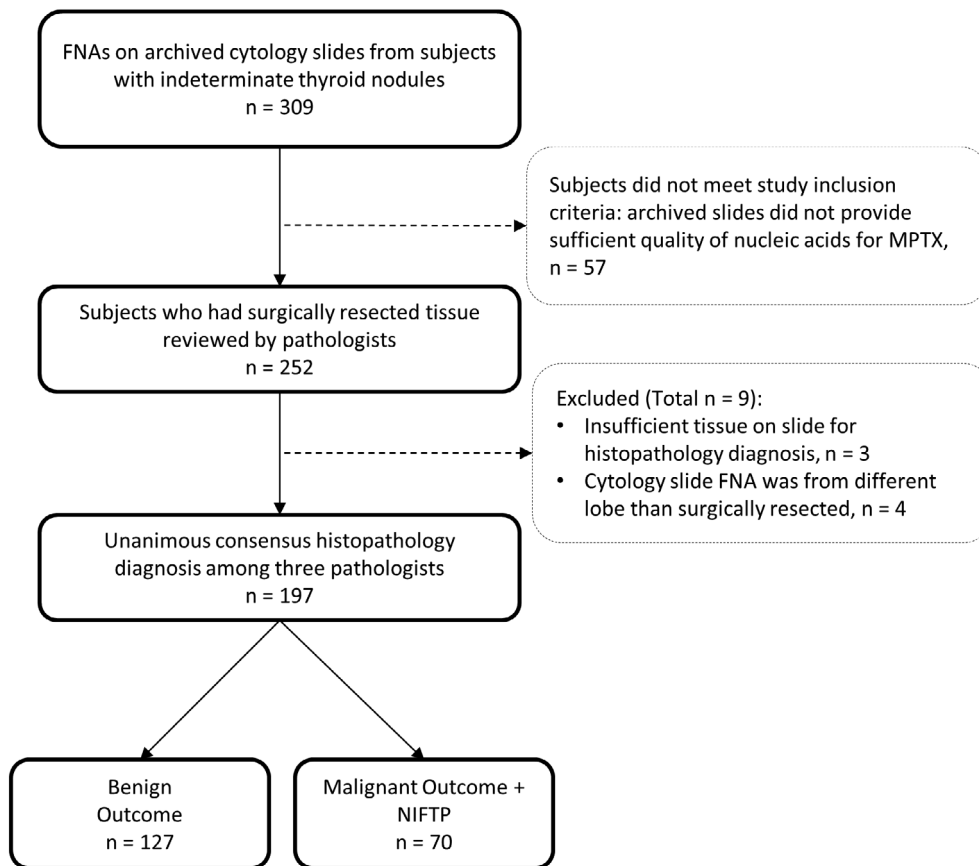 FNAs on archived cytology slides from subjects
with indeterminate thyroid nodules
n = 309
Subjects did not meet study inclusion
criteria: archived slides did not provide
sufficient quality of nucleic acids for MPTX,
n = 57
Subjects who had surgically resected tissue
reviewed by pathologists
n = 252
Excluded (Total n = 9):
• Insufficient tissue on slide for
histopathology diagnosis, n = 3
• Cytology slide FNA was from different
lobe than surgically resected, n = 4
Unanimous consensus histopathology
diagnosis among three pathologists
n = 197
Benign
Outcome
n = 127
Malignant Outcome +
NIFTP
n = 70